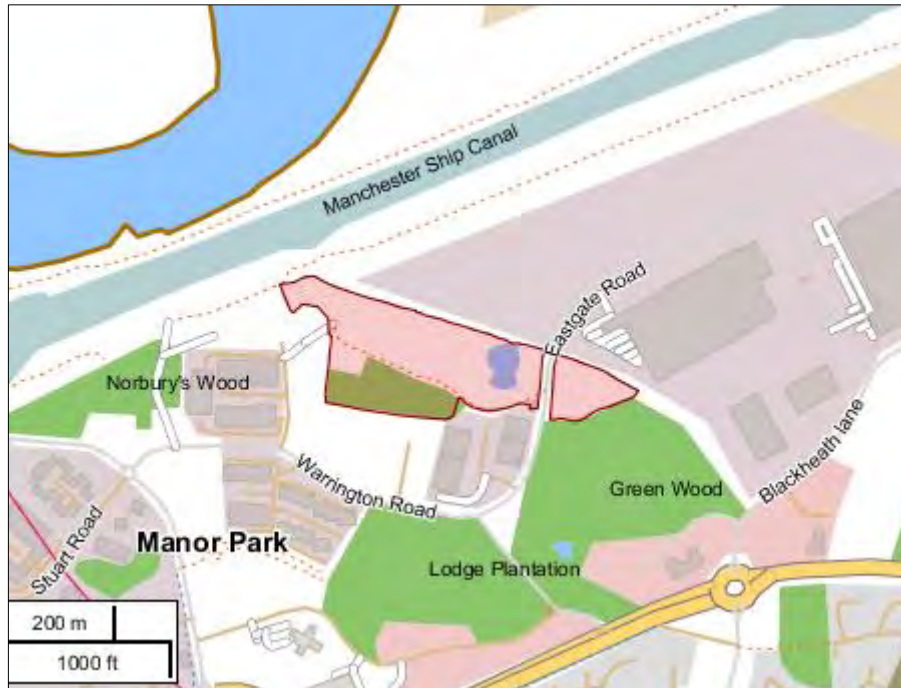 Manchester Ship Canal
Eastgate Road
Norbury's Wood
Blackheath lane
Warrington Road
Green Wood
Stuart Road
Manor Park
Lodge Plantation
200 m
1000 ft